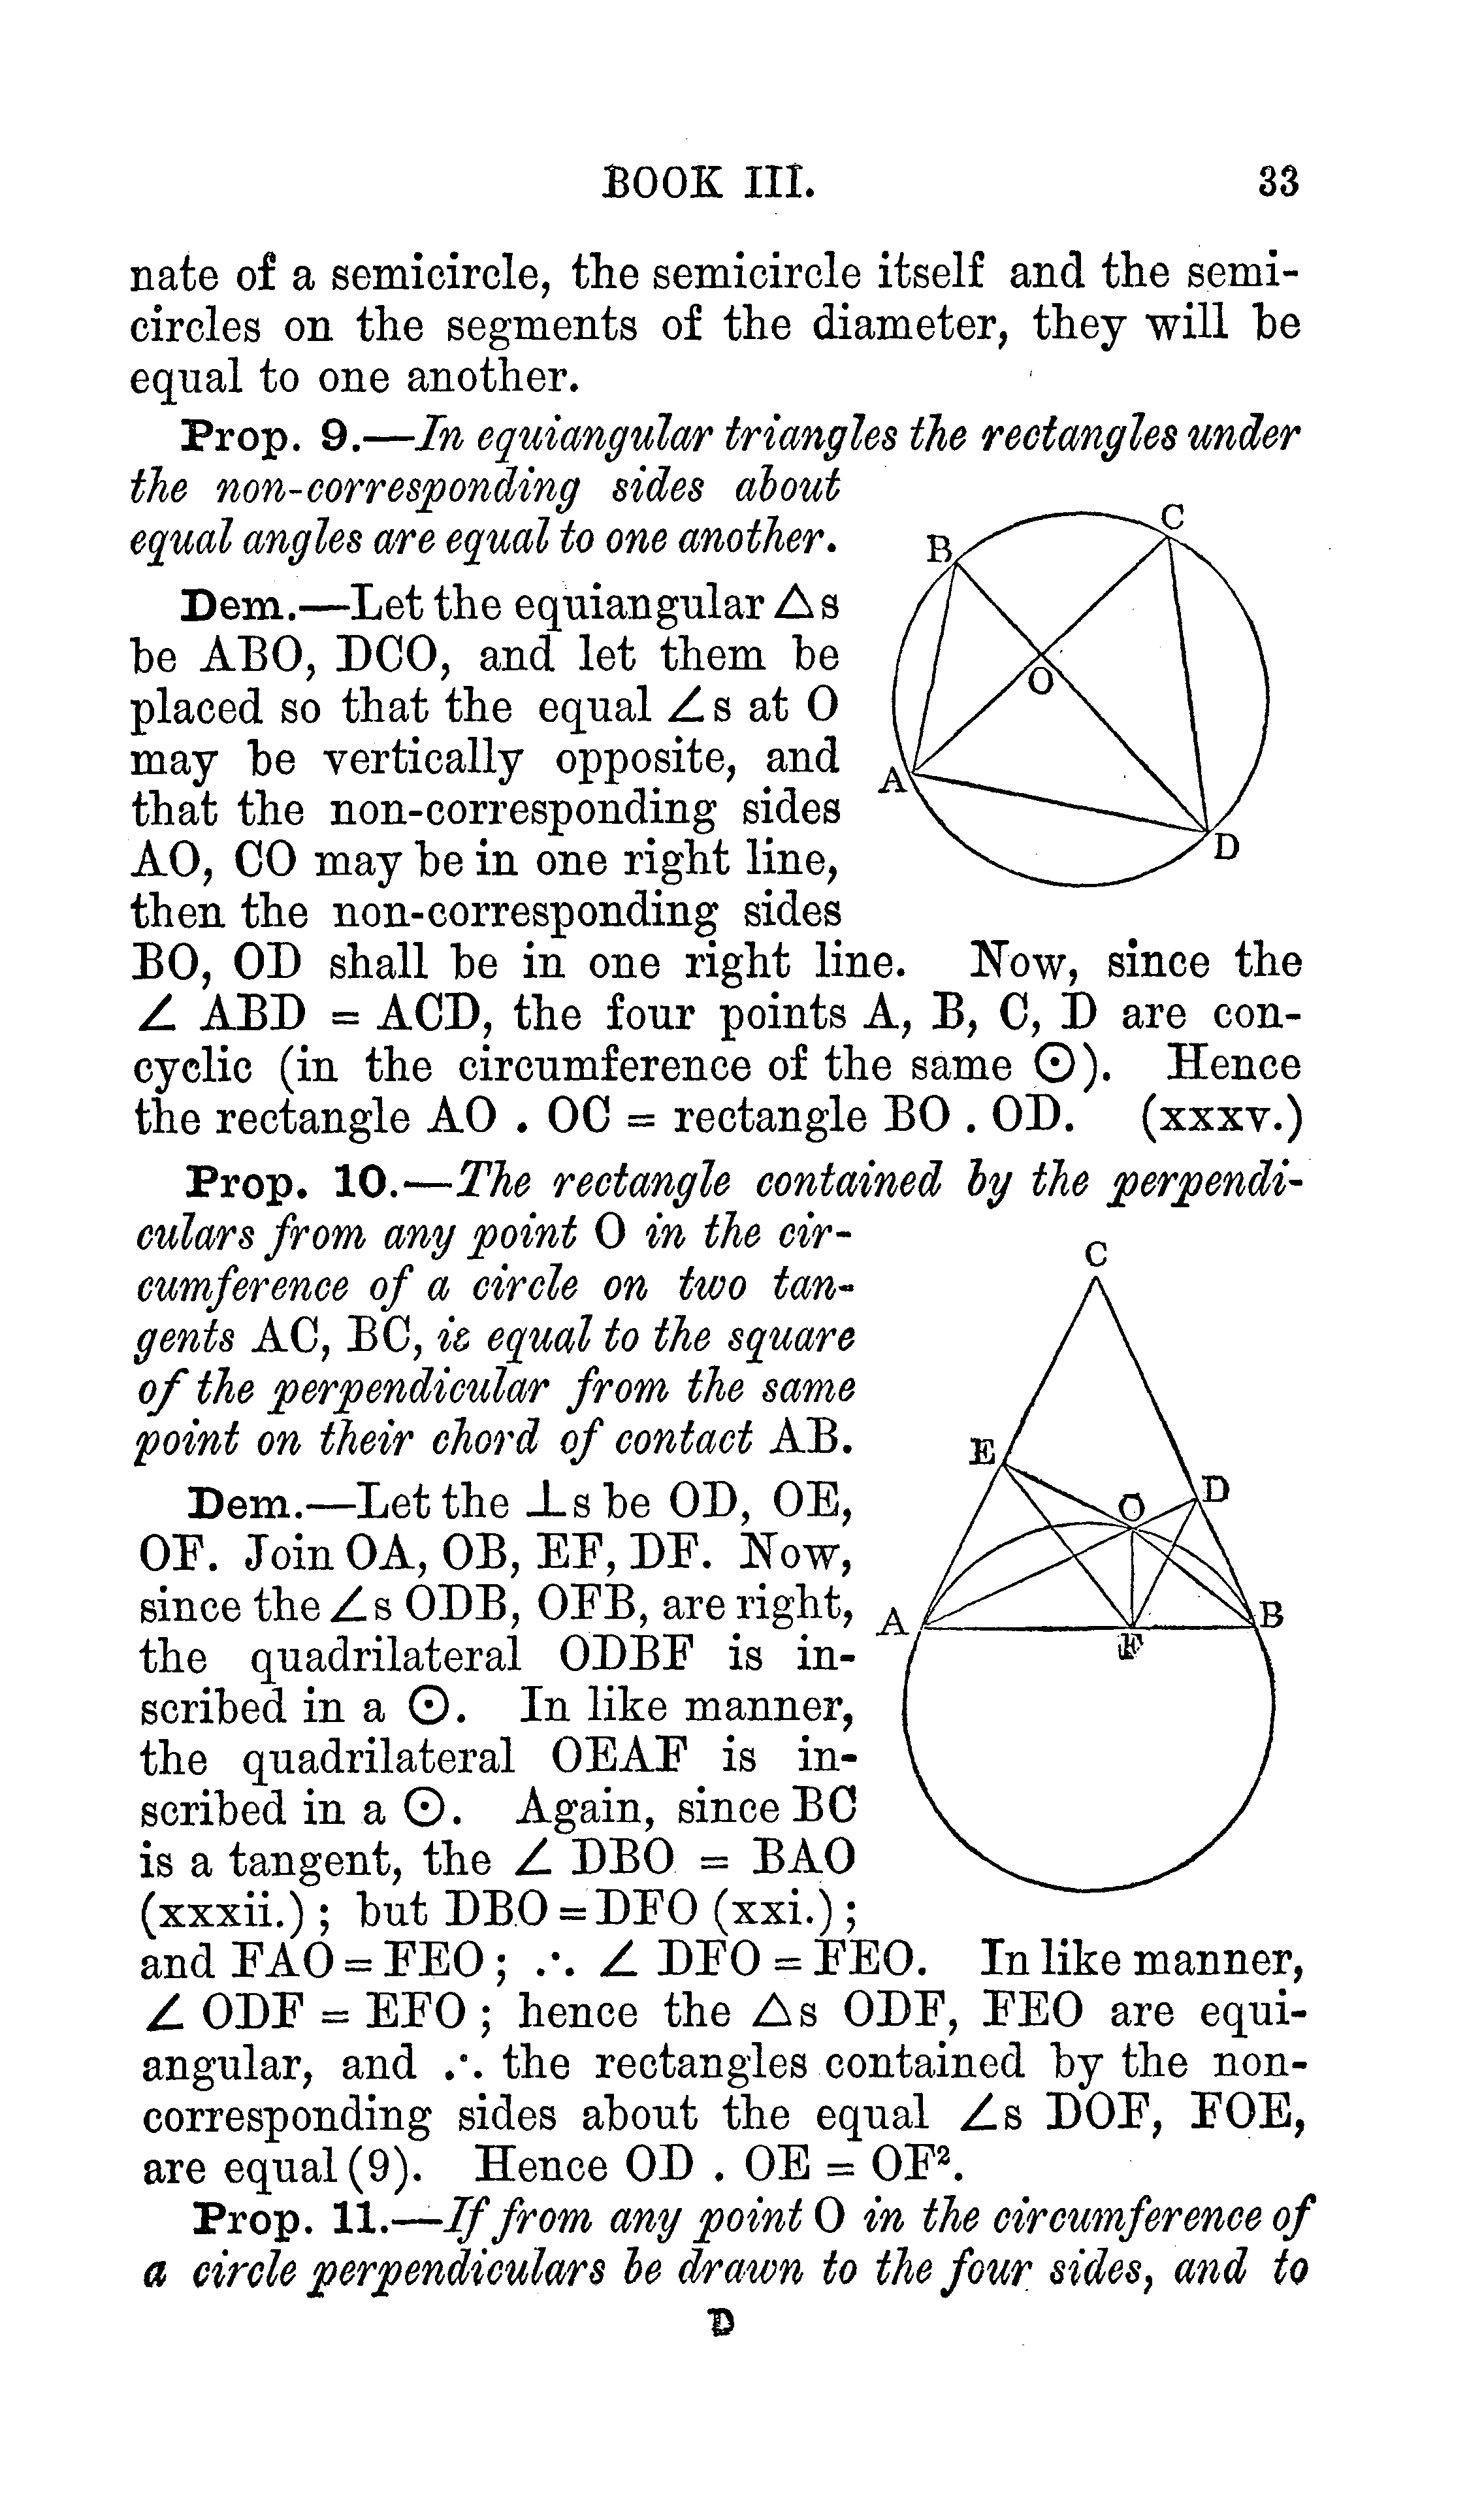 BOOK III. 33
nate of a semicircle, the semicircle itself and the semi-
circles on the segments of the diameter, they will be
equal to one another.
Prop. 9.—In equiangular triangles the rectangles under
the non-corresponding sides about
equal angles are equal to one another.
Dem.—Let the equiangular △s
be ABO, DCO, and let them be
placed so that the equal ∠s at O
may be vertically opposite, and
that the non-corresponding sides
AO, CO may be in one right line,
then the non-corresponding sides
BO, OD shall be in one right line. Now, since the
∠ ABD = ACD, the four points A, B, C, D are con-
cyclic (in the circumference of the same ⊙). Hence
the rectangle AO . OC = rectangle BO . OD. (xxxv.)
B
C
O
A
D
Prop. 10.—The rectangle contained by the perpendi-
culars from any point O in the cir-
cumference of a circle on two tan-
gents AC, BC, is equal to the square
of the perpendicular from the same
point on their chord of contact AB.
Dem.—Let the ⊥s be OD, OE,
OF. Join OA, OB, EF, DF. Now,
since the ∠s ODB, OFB, are right,
the quadrilateral ODBF is in-
scribed in a ⊙. In like manner,
the quadrilateral OEAF is in-
scribed in a ⊙. Again, since BC
is a tangent, the ∠ DBO = BAO
(xxxii.); but DBO = DFO (xxi.);
and FAO = FEO; ∴ ∠ DFO = FEO. In like manner,
∠ ODF = EFO; hence the △s ODF, FEO are equi-
angular, and ∴ the rectangles contained by the non-
corresponding sides about the equal ∠s DOF, FOE,
are equal (9). Hence OD . OE = OF².
C
E
D
O
A
B
F
Prop. 11.—If from any point O in the circumference of
a circle perpendiculars be drawn to the four sides, and to
D